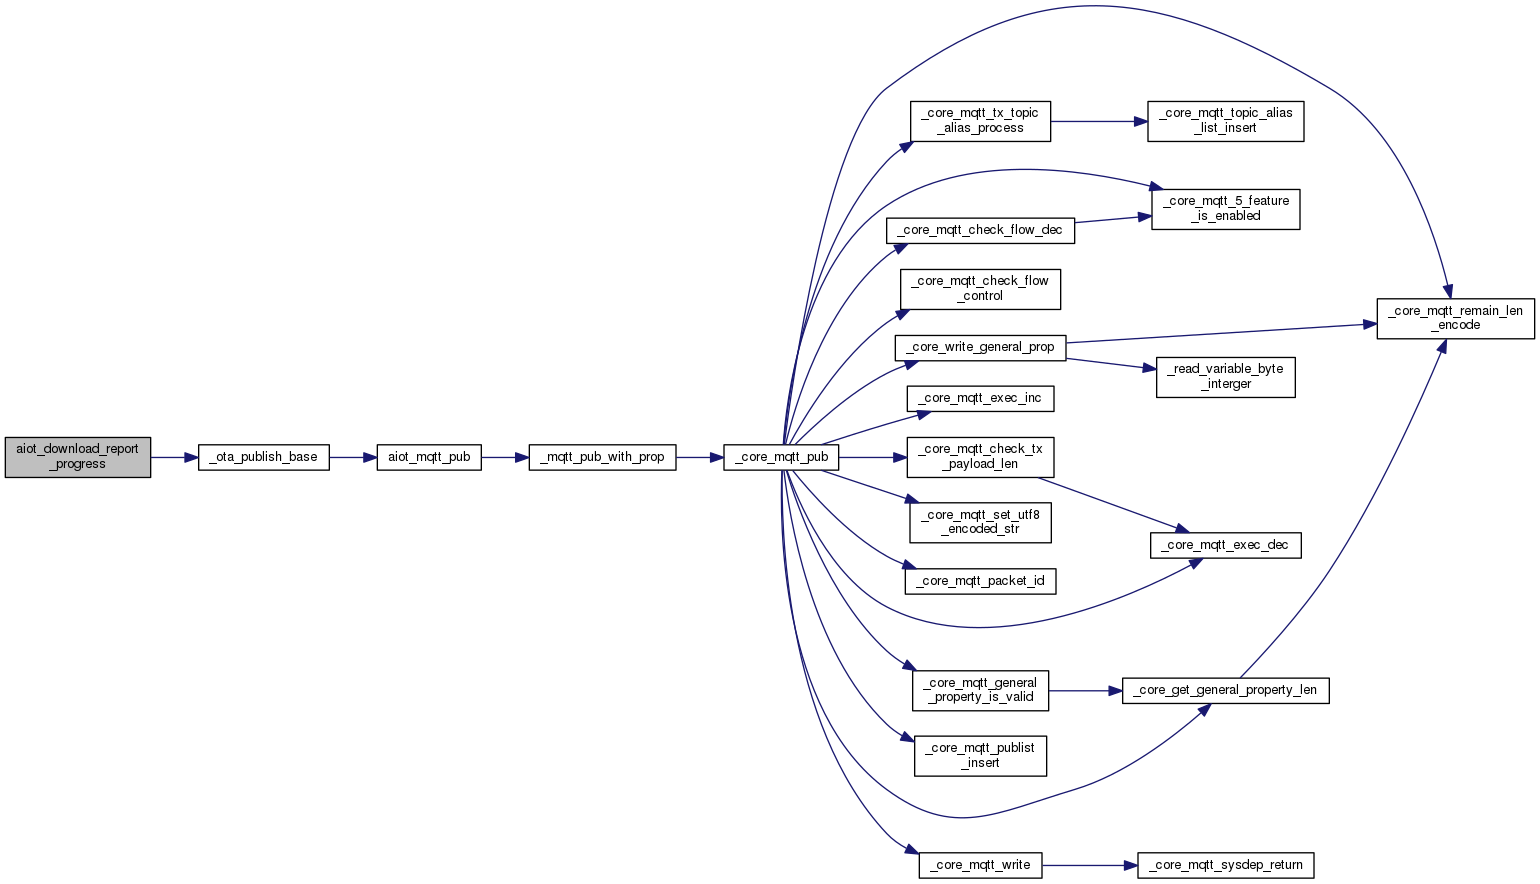 aiot_download_report
_progress
_ota_publish_base
aiot_mqtt_pub
_mqtt_pub_with_prop
_core_mqtt_pub
_core_mqtt_tx_topic
_alias_process
_core_mqtt_topic_alias
_list_insert
_core_mqtt_5_feature
_is_enabled
_core_mqtt_check_flow_dec
_core_mqtt_check_flow
_control
_core_write_general_prop
_core_mqtt_remain_len
_encode
_read_variable_byte
_interger
_core_mqtt_exec_inc
_core_mqtt_check_tx
_payload_len
_core_mqtt_set_utf8
_encoded_str
_core_mqtt_exec_dec
_core_mqtt_packet_id
_core_mqtt_general
_property_is_valid
_core_get_general_property_len
_core_mqtt_publist
_insert
_core_mqtt_write
_core_mqtt_sysdep_return